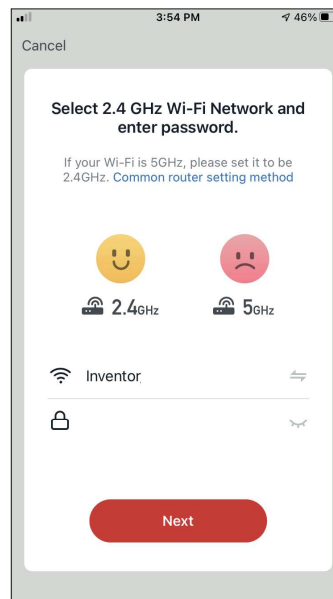 3:54 PM
46%
Cancel
Select 2.4 GHz Wi-Fi Network and
enter password.
If your Wi-Fi is 5GHz, please set it to be
2.4GHz. Common router setting method
2.4GHz
5GHz
Inventor
Next